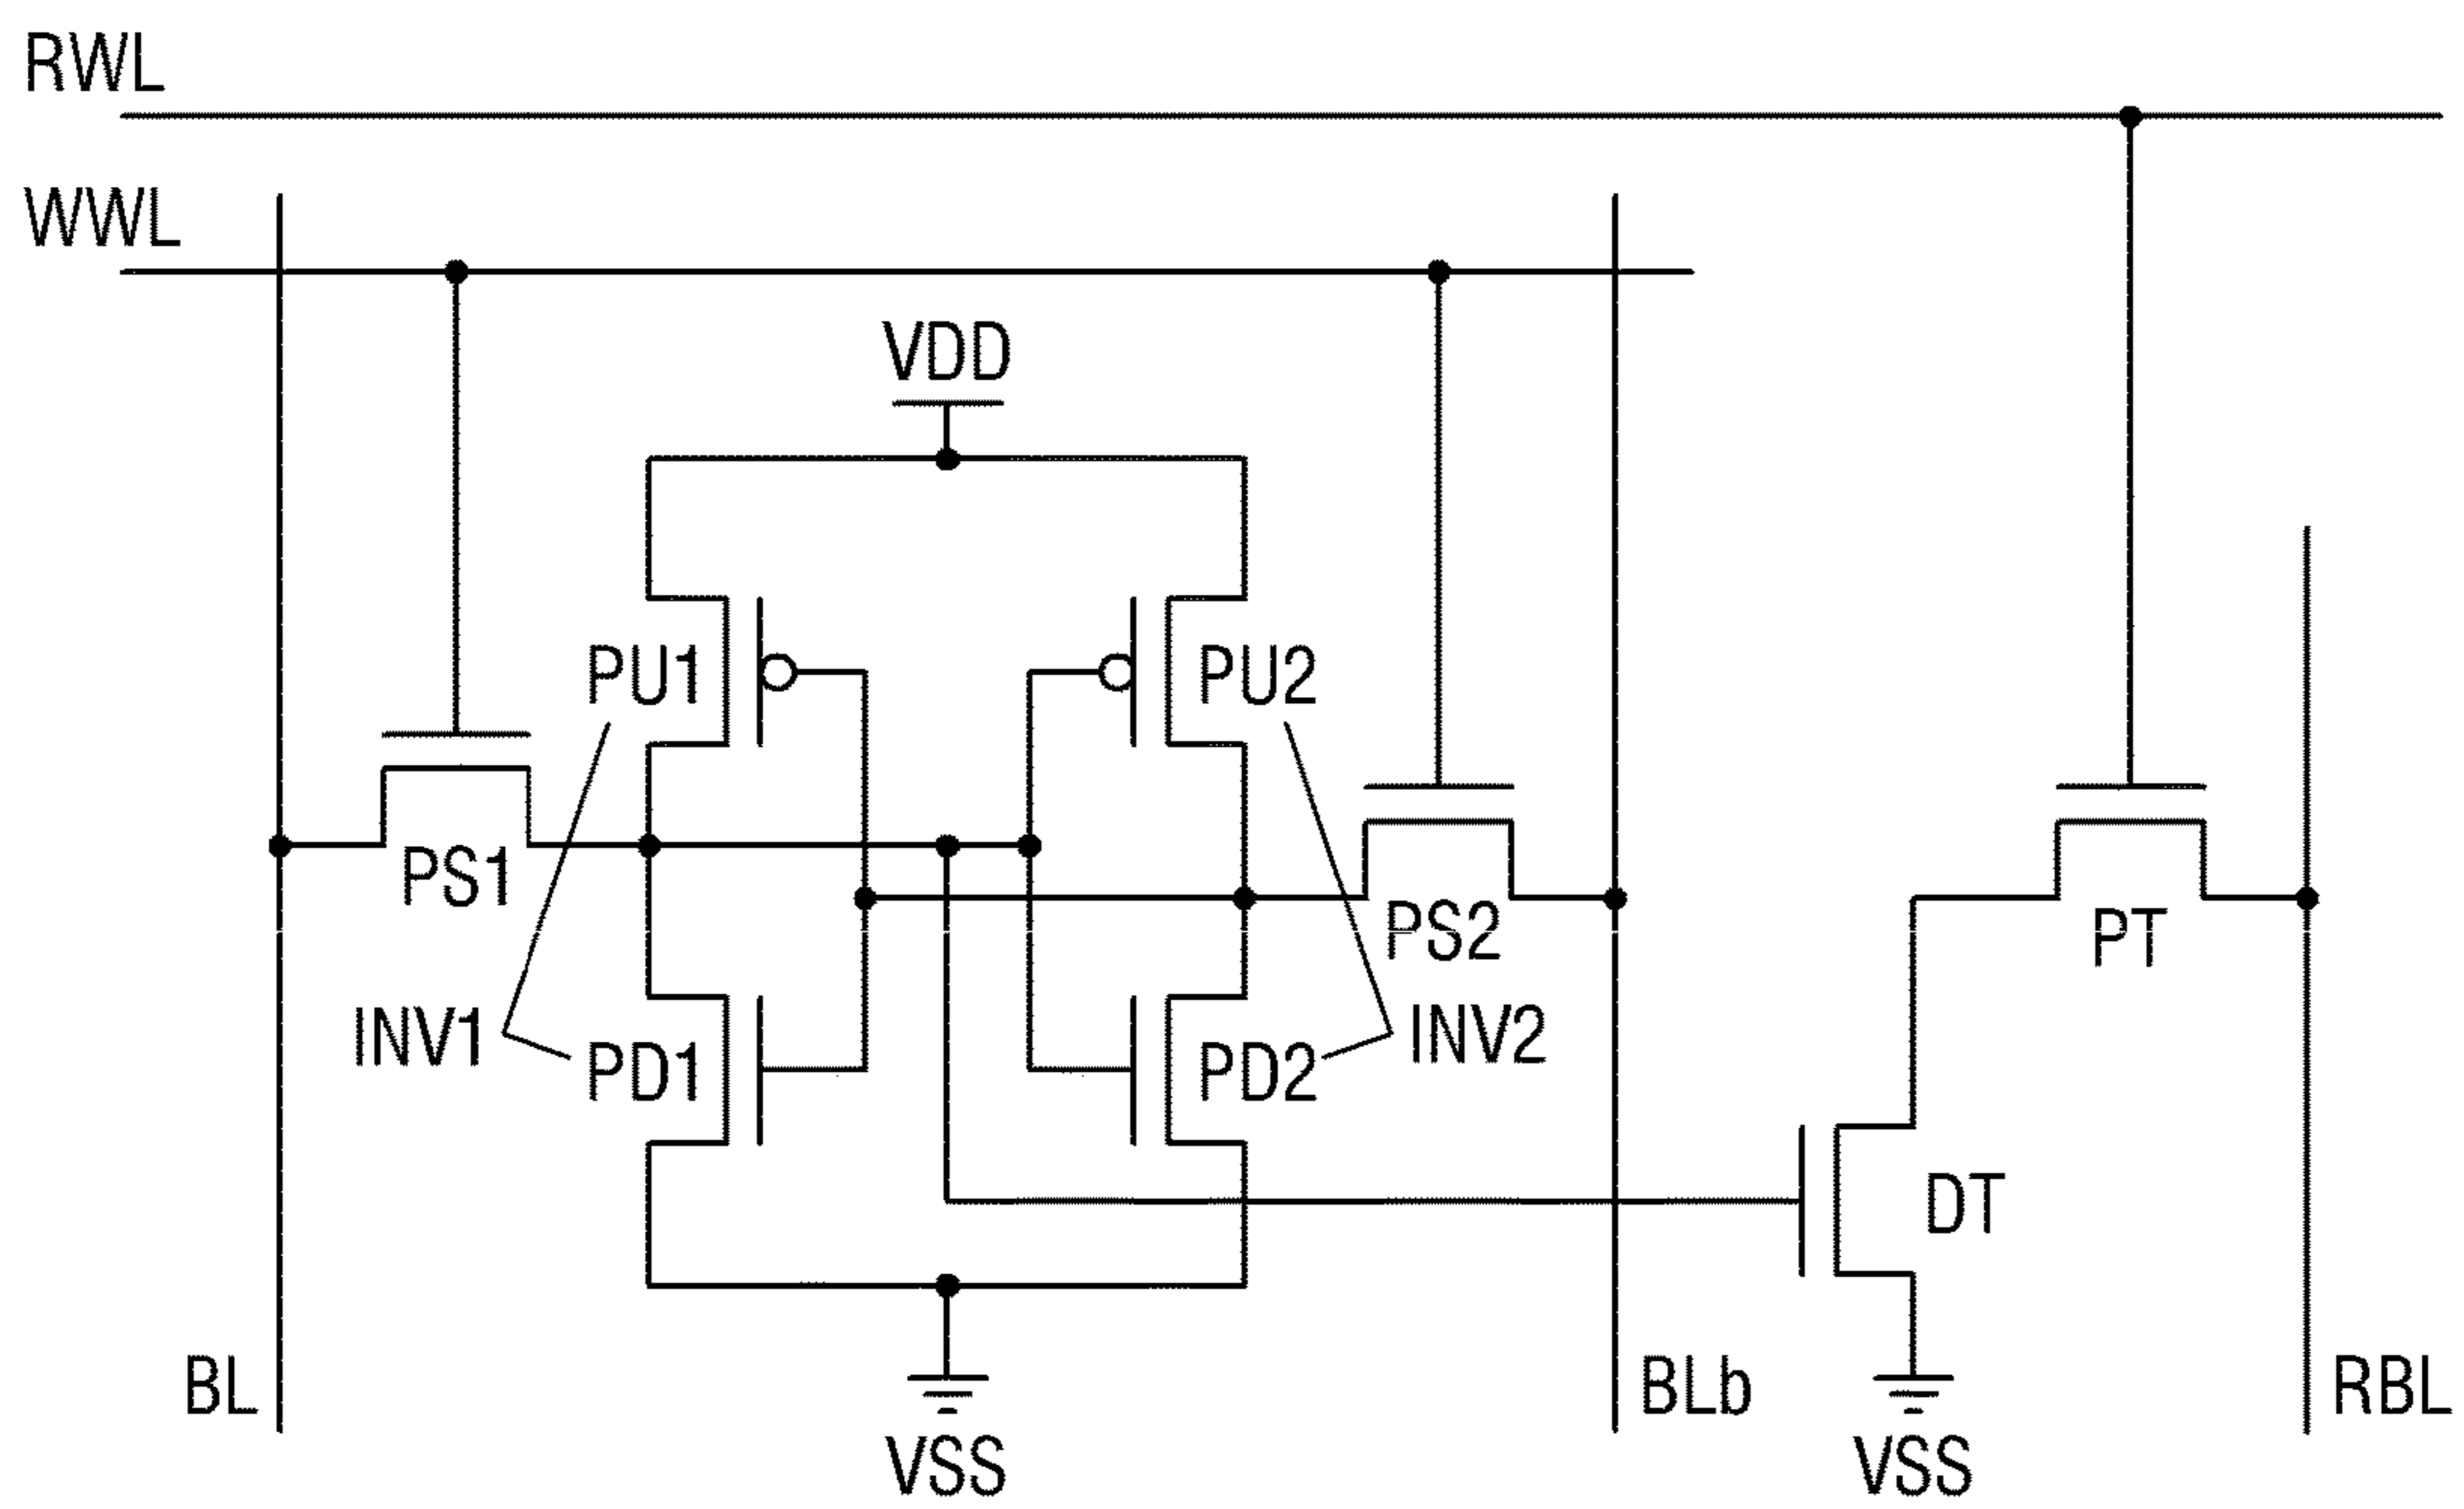 RWL
WWL
VDD
PU1
PU2
PS1
PS2
PT
INV1
PD1
PD2
INV2
DT
BL
BLb
RBL
VSS
VSS